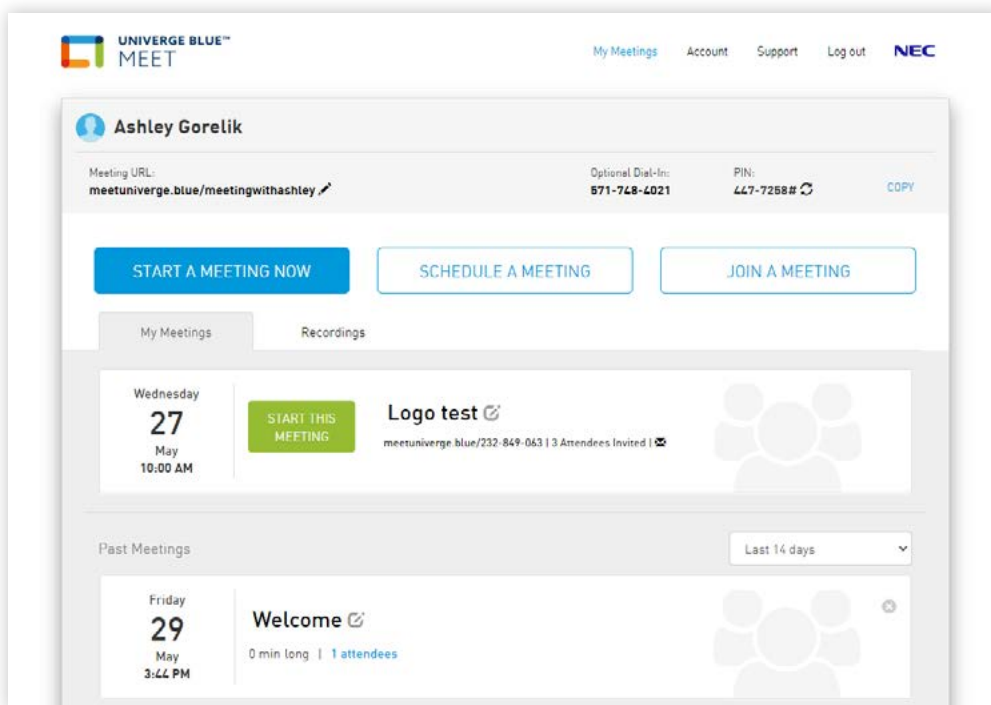 UNIVERGE BLUE™
MEET
My Meetings Account Support Log out NEC
Ashley Gorelik
Meeting URL: Optional Dial-In: PIN:
meetuniverge.blue/meetingwithashley 571-748-4021 447-7258# COPY
START A MEETING NOW SCHEDULE A MEETING JOIN A MEETING
My Meetings Recordings
Wednesday
27
May
10:00 AM
START THIS
MEETING
Logo test
meetuniverge.blue/232-849-063 | 3 Attendees Invited |
Past Meetings Last 14 days
Friday
29
May
3:44 PM
Welcome
0 min long | 1 attendees